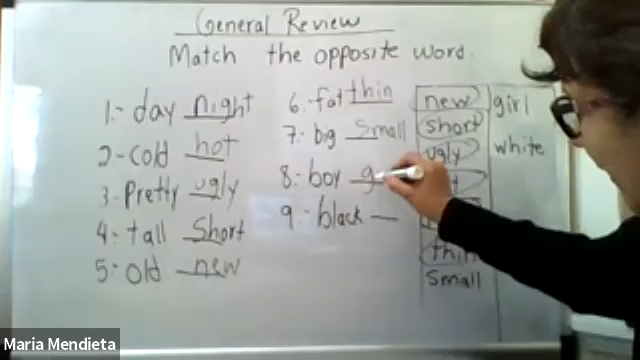 General Review
Match the opposite word.
1.- day night
2- cold hot
3. pretty ugly
4- tall short
5- old new
6.- fat thin
7.- big small
8.- boy g
9.- black
new
short
ugly
thin
small
girl
white
Maria Mendieta